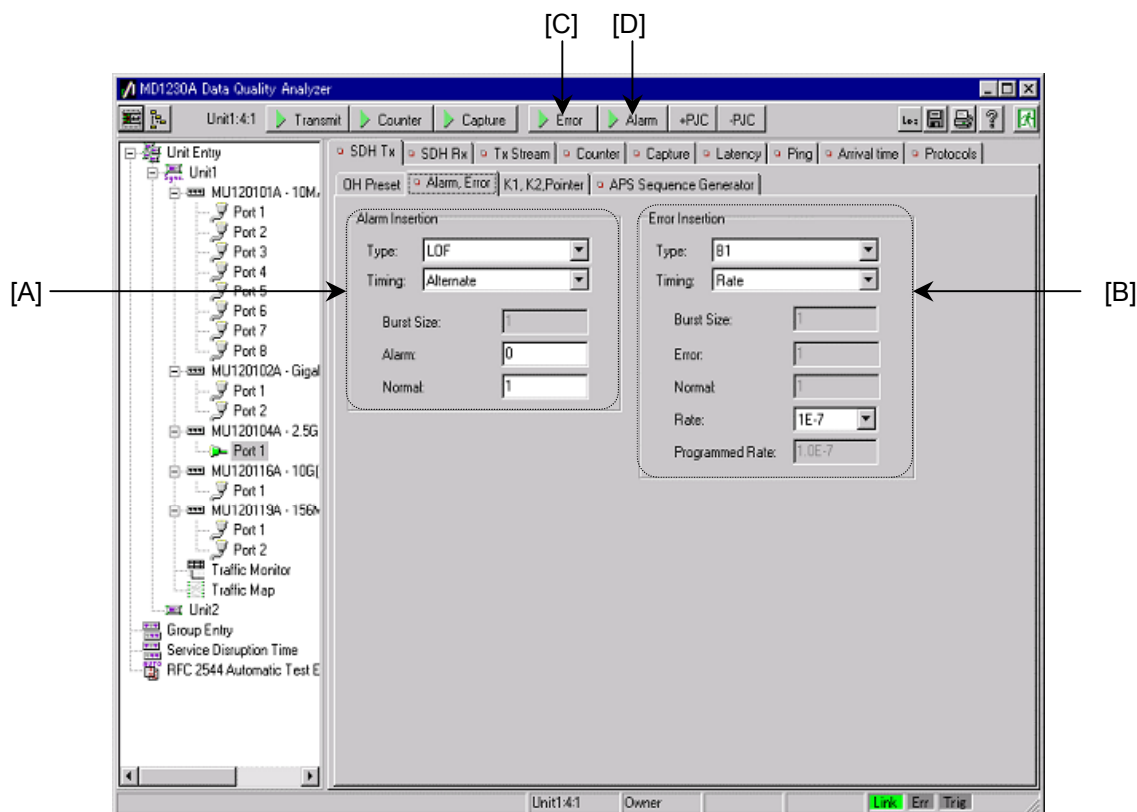 [C] [D]
MD1230A Data Quality Analyzer
Unit1:4:1 Transmit Counter Capture Error Alarm +PJC -PJC
Unit Entry
Unit1
MU120101A - 10M
Port 1
Port 2
Port 3
Port 4
Port 5
Port 6
Port 7
Port 8
MU120102A - Gigal
Port 1
Port 2
MU120104A - 2.5G
Port 1
MU120116A - 10G(
Port 1
MU120119A - 156M
Port 1
Port 2
Traffic Monitor
Traffic Map
Unit2
Group Entry
Service Disruption Time
RFC 2544 Automatic Test E
SDH Tx SDH Rx Tx Stream Counter Capture Latency Ping Arrival time Protocols
OH Preset Alarm, Error K1, K2,Pointer APS Sequence Generator
Alarm Insertion
Type: LOF
Timing: Alternate
Burst Size: 1
Alarm: 0
Normal: 1
Error Insertion
Type: B1
Timing: Rate
Burst Size: 1
Error: 1
Normal: 1
Rate: 1E-7
Programmed Rate: 1.0E-7
[A]
[B]
Unit1:4:1 Owner Link Err Trig